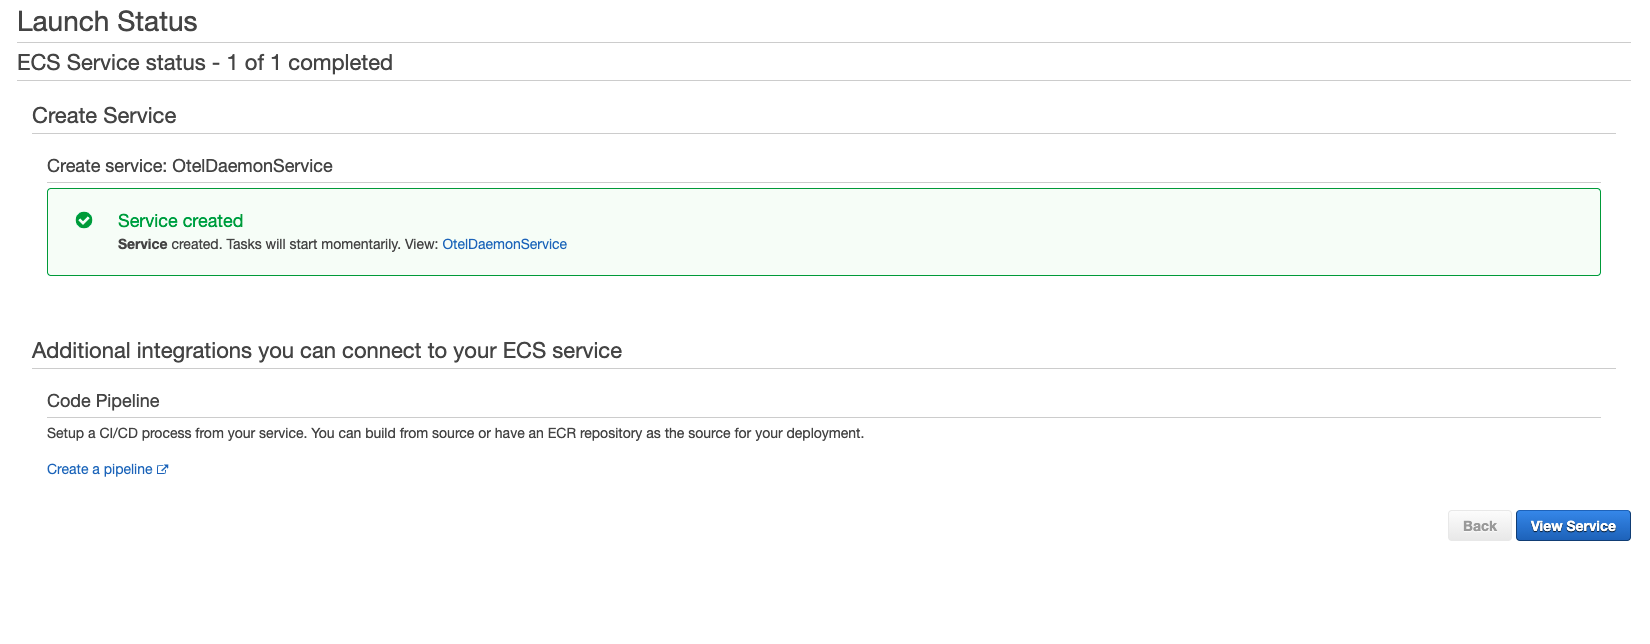 Launch Status
ECS Service status - 1 of 1 completed
Create Service
Create service: OtelDaemonService
Service created
Service created. Tasks will start momentarily. View: OtelDaemonService
Additional integrations you can connect to your ECS service
Code Pipeline
Setup a CI/CD process from your service. You can build from source or have an ECR repository as the source for your deployment.
Create a pipeline
Back View Service